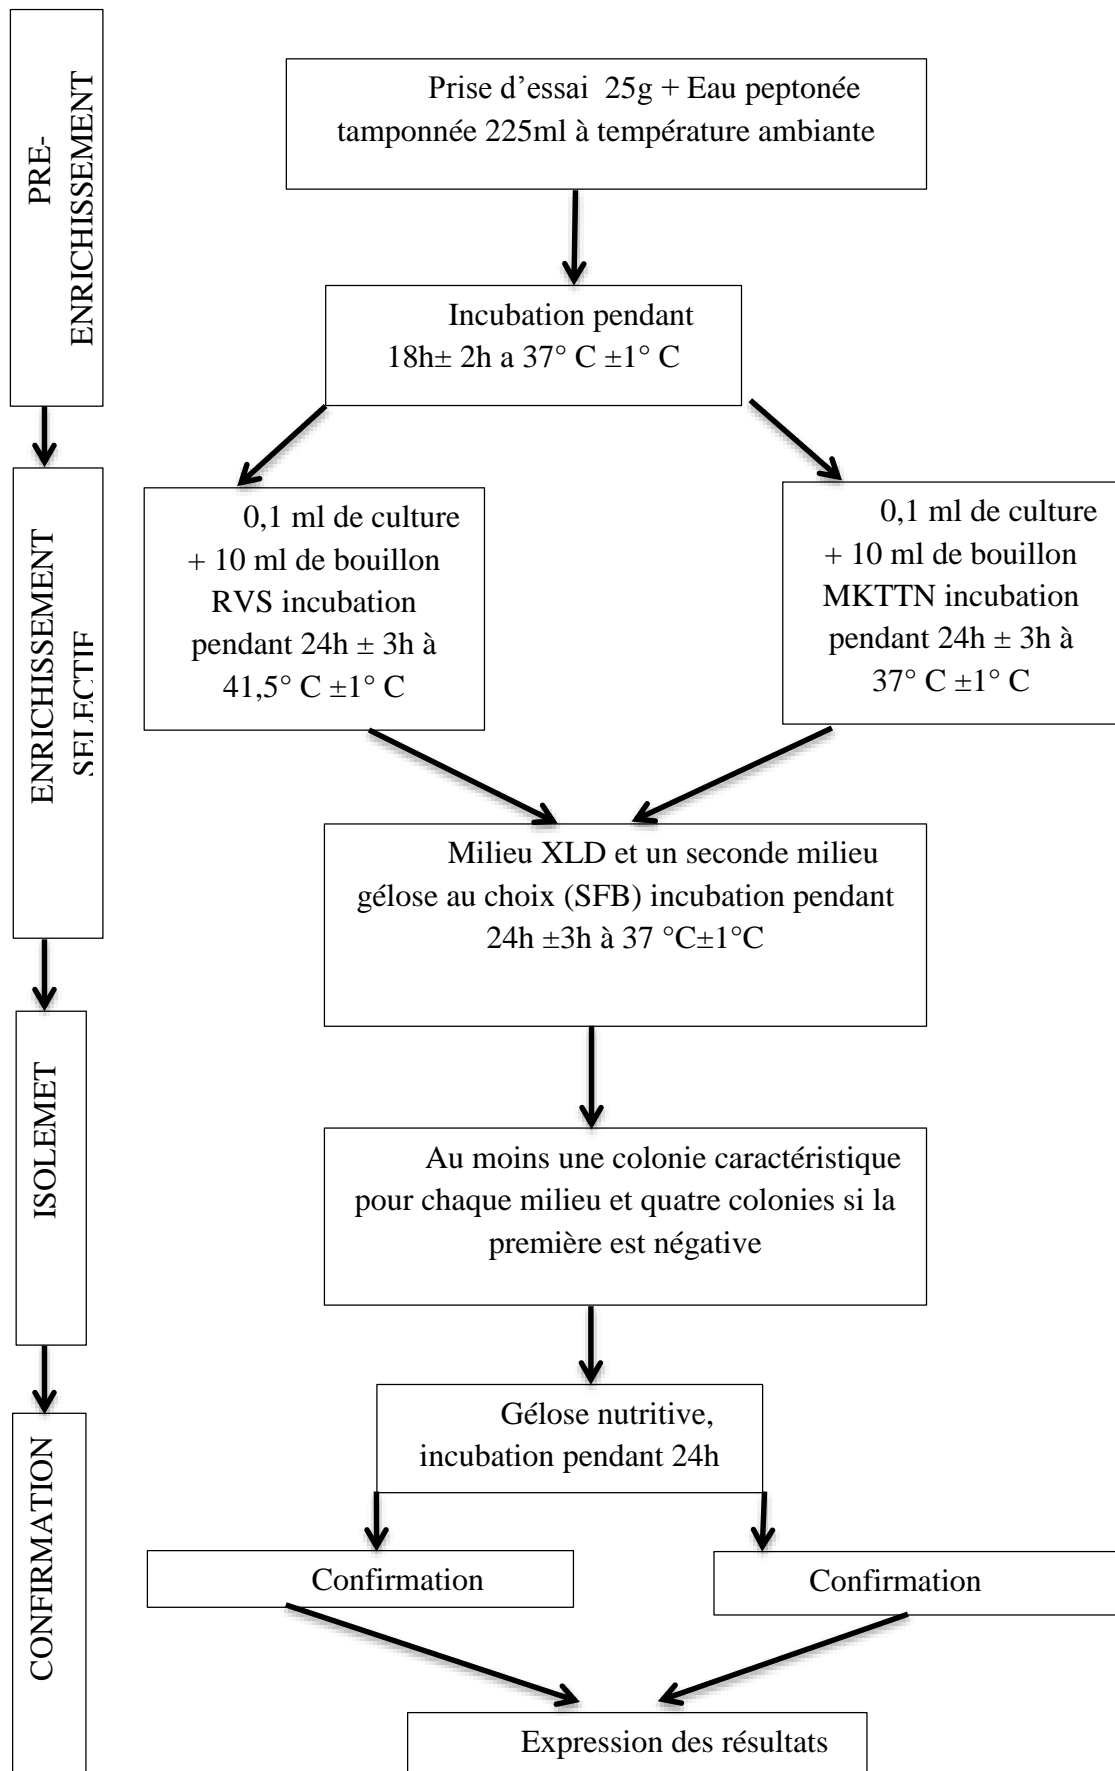 PRE-
ENRICHISSEMENT
Prise d’essai 25g + Eau peptonée
tamponnée 225ml à température ambiante
Incubation pendant
18h± 2h a 37° C ±1° C
ENRICHISSEMENT
SELECTIF
0,1 ml de culture
+ 10 ml de bouillon
RVS incubation
pendant 24h ± 3h à
41,5° C ±1° C
0,1 ml de culture
+ 10 ml de bouillon
MKTTN incubation
pendant 24h ± 3h à
37° C ±1° C
Milieu XLD et un seconde milieu
gélose au choix (SFB) incubation pendant
24h ±3h à 37 °C±1°C
ISOLEMET
Au moins une colonie caractéristique
pour chaque milieu et quatre colonies si la
première est négative
CONFIRMATION
Gélose nutritive,
incubation pendant 24h
Confirmation
Confirmation
Expression des résultats